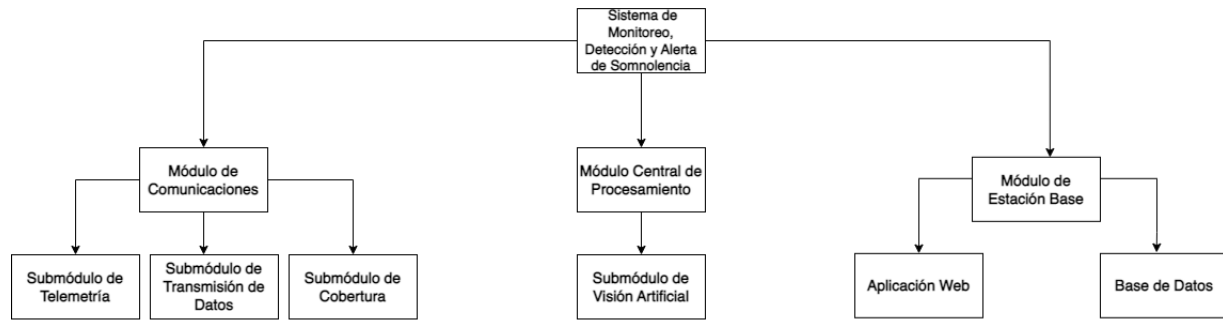 Sistema de
Monitoreo,
Detección y Alerta
de Somnolencia
Módulo de
Comunicaciones
Módulo Central de
Procesamiento
Módulo de
Estación Base
Submódulo de
Telemetría
Submódulo de
Transmisión de
Datos
Submódulo de
Cobertura
Submódulo de
Visión Artificial
Aplicación Web
Base de Datos